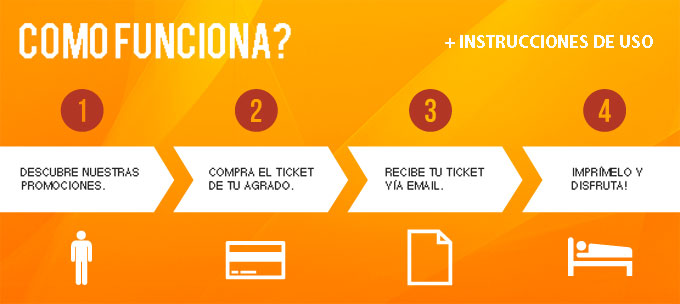 COMO FUNCIONA?
+ INSTRUCCIONES DE USO
1
2
3
4
DESCUBRE NUESTRAS
PROMOCIONES.
COMPRA EL TICKET
DE TU AGRADO.
RECIBE TU TICKET
VÍA EMAIL.
IMPRÍMELO Y
DISFRUTA!